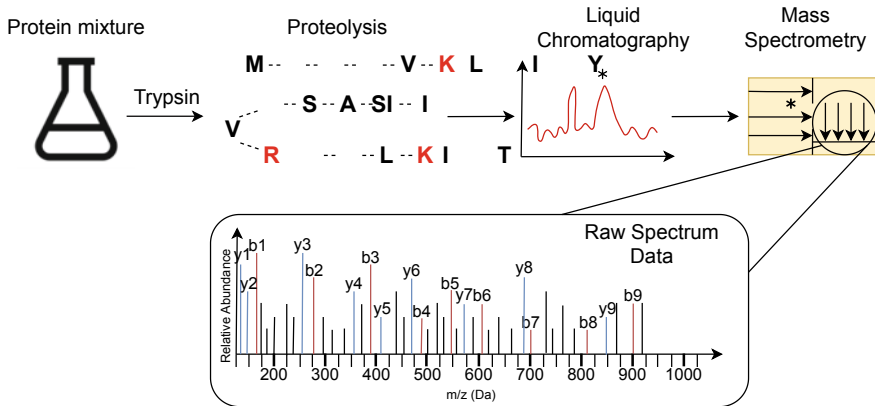 Protein mixture
Trypsin
Proteolysis
M -- -- -- V -- K L I Y
S -- A -- SI -- I
V
R -- -- L -- K I T
Liquid
Chromatography
*
Mass
Spectrometry
*
Raw Spectrum
Data
Relative Abundance
y1 b1 y2 y3 b2 y4 b3 y5 y6 b4 b5 y7 b6 y8 b7 b8 y9 b9
200 300 400 500 600 700 800 900 1000
m/z (Da)